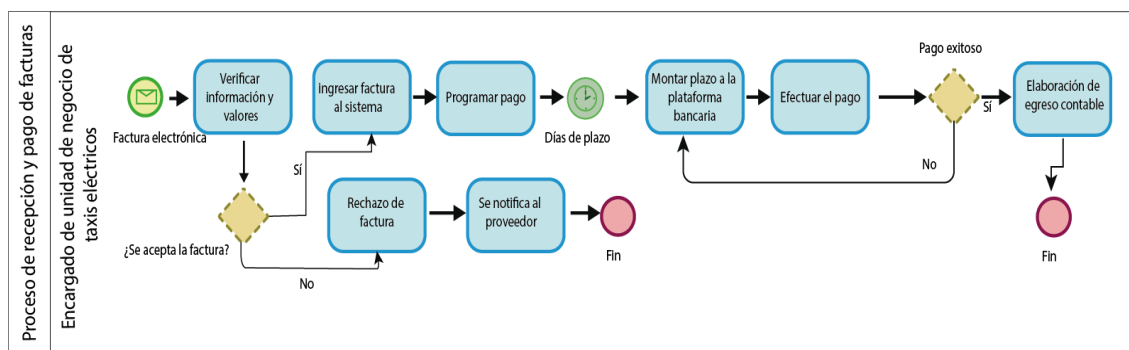 Proceso de recepción y pago de facturas
Encargado de unidad de negocio de
taxis eléctricos
Factura electrónica
Verificar
información y
valores
¿Se acepta la factura?
Sí
No
Ingresar factura
al sistema
Programar pago
Días de plazo
Montar plazo a la
plataforma
bancaria
Efectuar el pago
Pago exitoso
Sí
No
Elaboración de
egreso contable
Fin
Rechazo de
factura
Se notifica al
proveedor
Fin